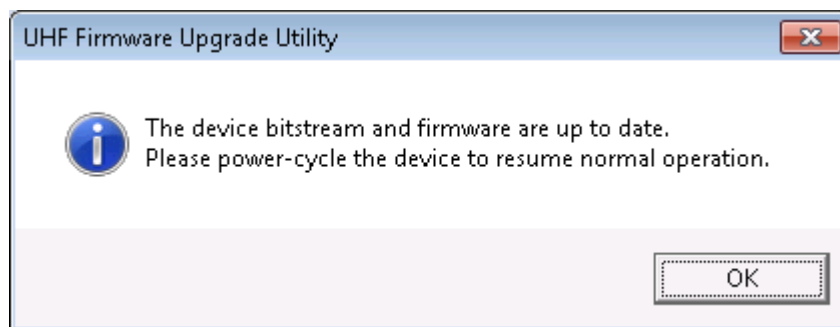 UHF Firmware Upgrade Utility
The device bitstream and firmware are up to date.
Please power-cycle the device to resume normal operation.
OK